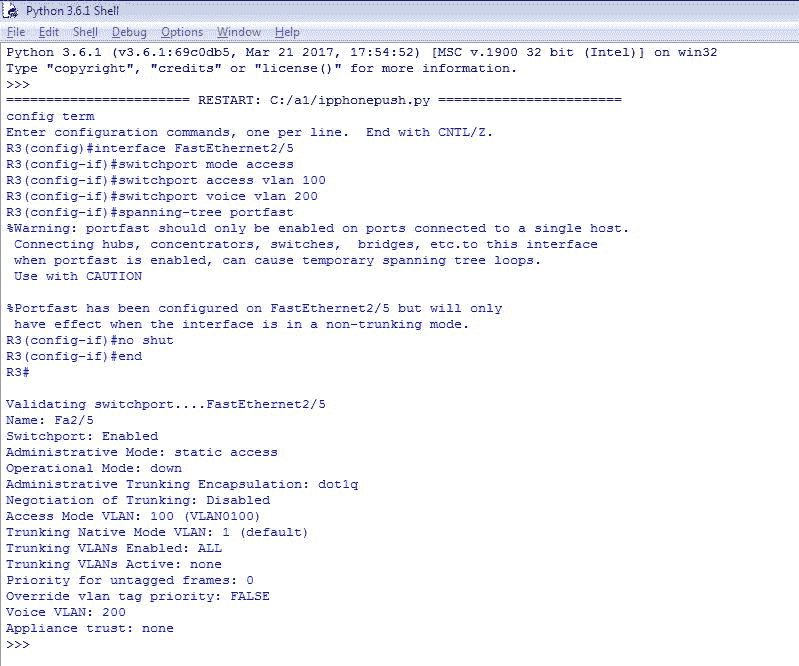 Python 3.6.1 Shell
File Edit Shell Debug Options Window Help
Python 3.6.1 (v3.6.1:69c0db5, Mar 21 2017, 17:54:52) [MSC v.1900 32 bit (Intel)] on win32
Type "copyright", "credits" or "license()" for more information.
>>>
======================= RESTART: C:/a1/ipphonepush.py =======================
config term
Enter configuration commands, one per line.  End with CNTL/Z.
R3(config)#interface FastEthernet2/5
R3(config-if)#switchport mode access
R3(config-if)#switchport access vlan 100
R3(config-if)#switchport voice vlan 200
R3(config-if)#spanning-tree portfast
%Warning: portfast should only be enabled on ports connected to a single host.
 Connecting hubs, concentrators, switches,  bridges, etc.to this interface
 when portfast is enabled, can cause temporary spanning tree loops.
 Use with CAUTION

%Portfast has been configured on FastEthernet2/5 but will only
 have effect when the interface is in a non-trunking mode.
R3(config-if)#no shut
R3(config-if)#end
R3#

Validating switchport....FastEthernet2/5
Name: Fa2/5
Switchport: Enabled
Administrative Mode: static access
Operational Mode: down
Administrative Trunking Encapsulation: dot1q
Negotiation of Trunking: Disabled
Access Mode VLAN: 100 (VLAN0100)
Trunking Native Mode VLAN: 1 (default)
Trunking VLANs Enabled: ALL
Trunking VLANs Active: none
Priority for untagged frames: 0
Override vlan tag priority: FALSE
Voice VLAN: 200
Appliance trust: none
>>>